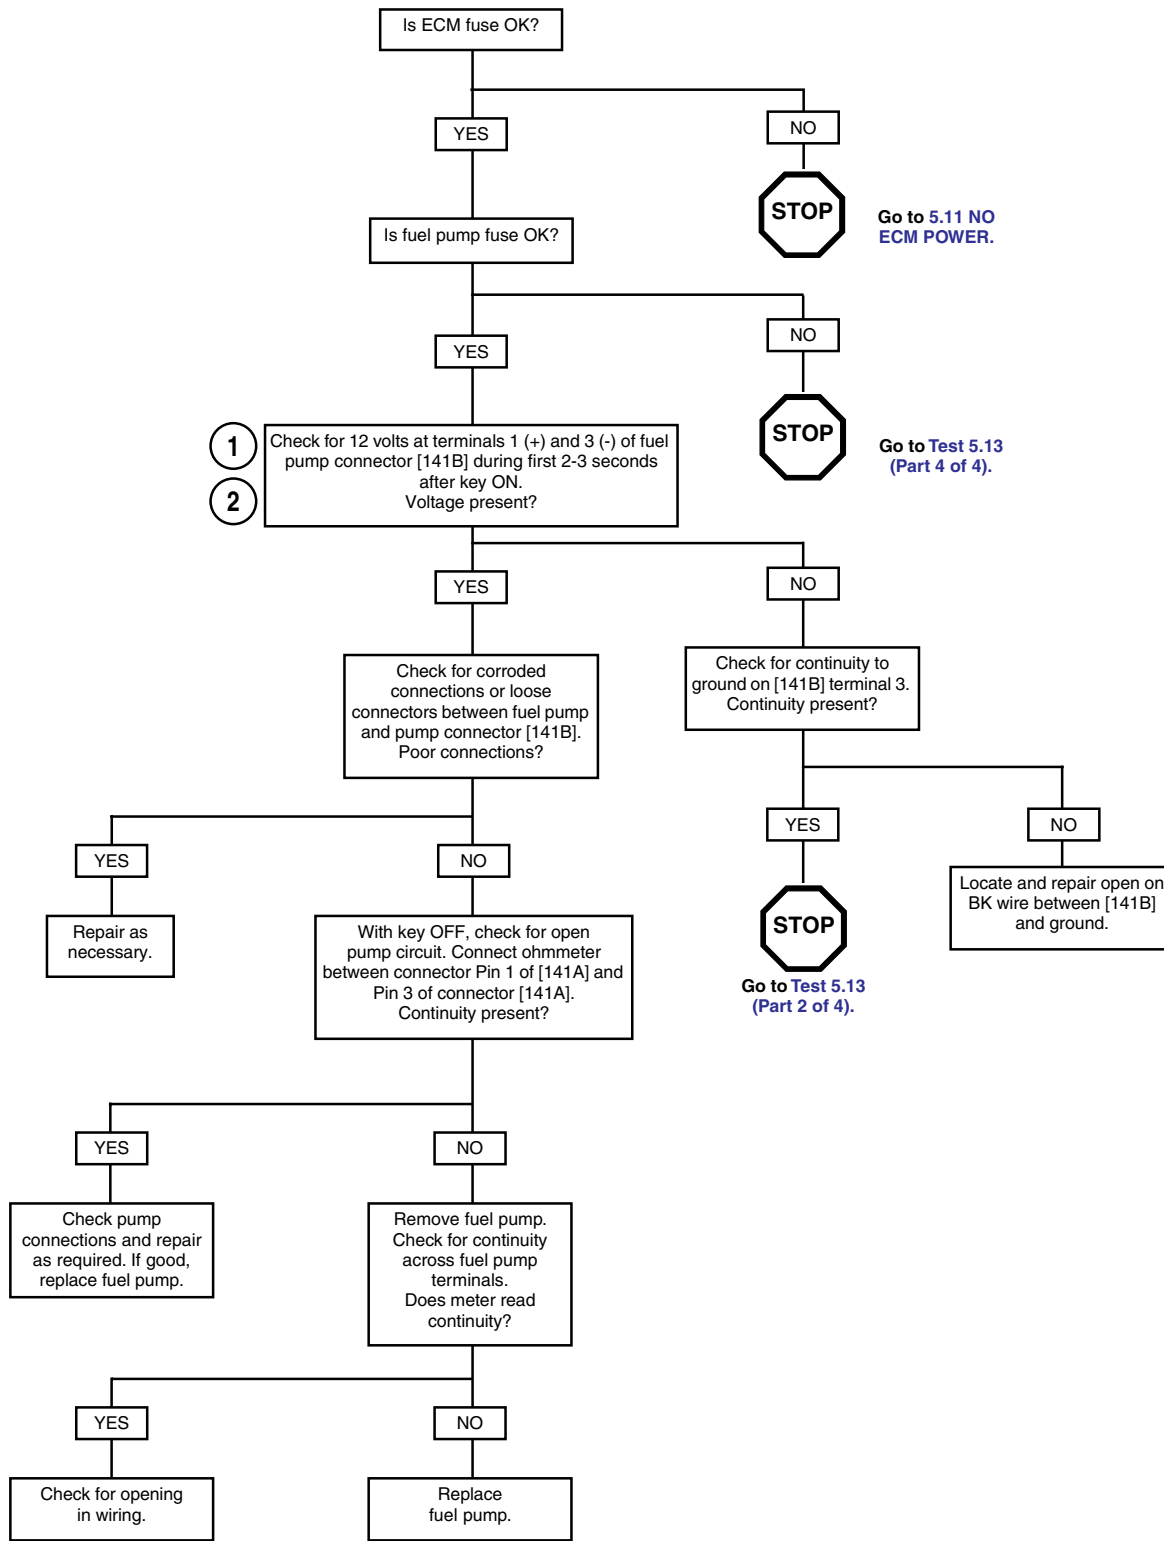 Is ECM fuse OK?
YES
NO
STOP
Go to 5.11 NO
ECM POWER.
Is fuel pump fuse OK?
YES
NO
STOP
Go to Test 5.13
(Part 4 of 4).
1
2
Check for 12 volts at terminals 1 (+) and 3 (-) of fuel
pump connector [141B] during first 2-3 seconds
after key ON.
Voltage present?
YES
NO
Check for corroded
connections or loose
connectors between fuel pump
and pump connector [141B].
Poor connections?
Check for continuity to
ground on [141B] terminal 3.
Continuity present?
YES
NO
YES
NO
Repair as
necessary.
With key OFF, check for open
pump circuit. Connect ohmmeter
between connector Pin 1 of [141A] and
Pin 3 of connector [141A].
Continuity present?
STOP
Go to Test 5.13
(Part 2 of 4).
Locate and repair open on
BK wire between [141B]
and ground.
YES
NO
Check pump
connections and repair
as required. If good,
replace fuel pump.
Remove fuel pump.
Check for continuity
across fuel pump
terminals.
Does meter read
continuity?
YES
NO
Check for opening
in wiring.
Replace
fuel pump.